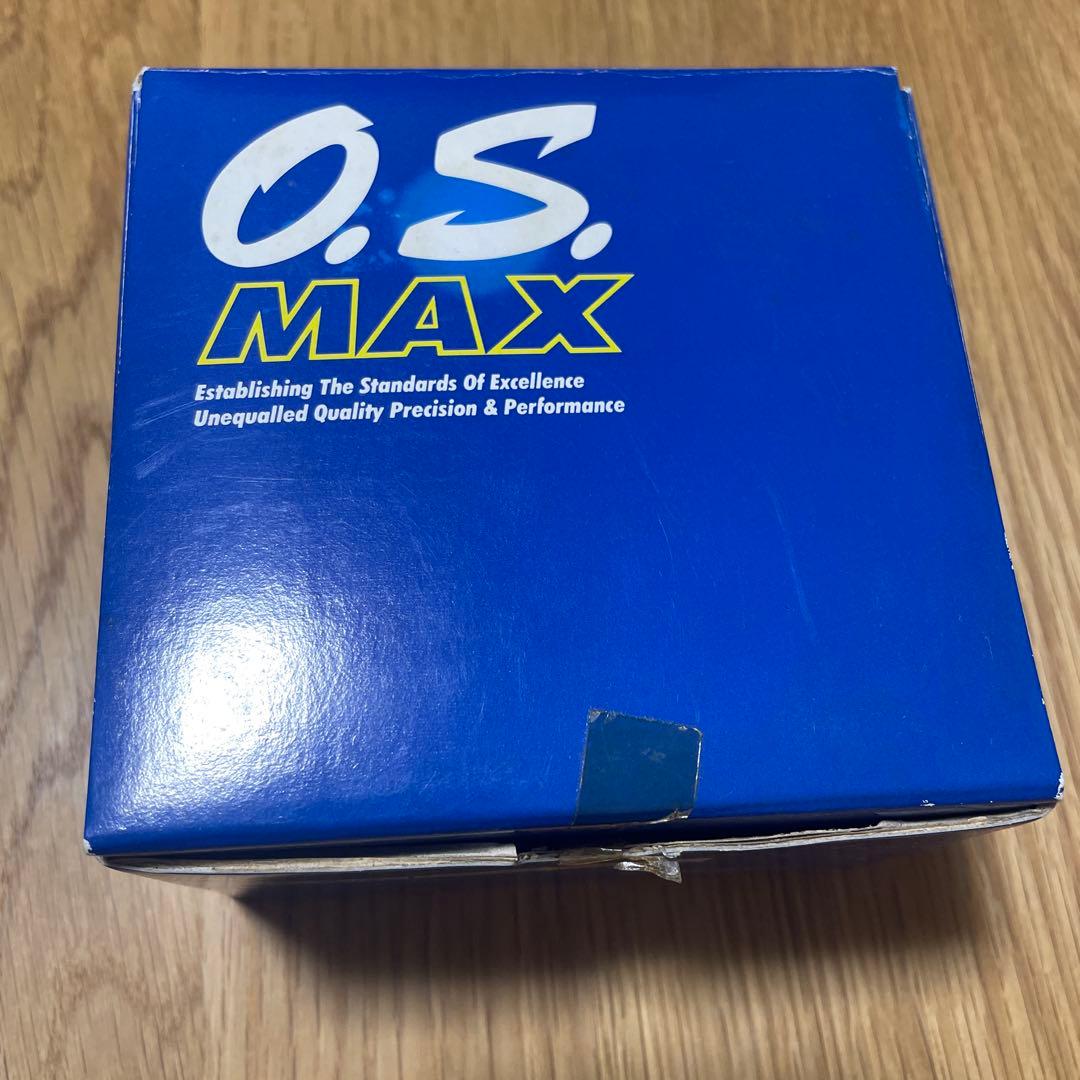 O.S.
MAX
Establishing The Standards Of Excellence
Unequalled Quality Precision & Performance